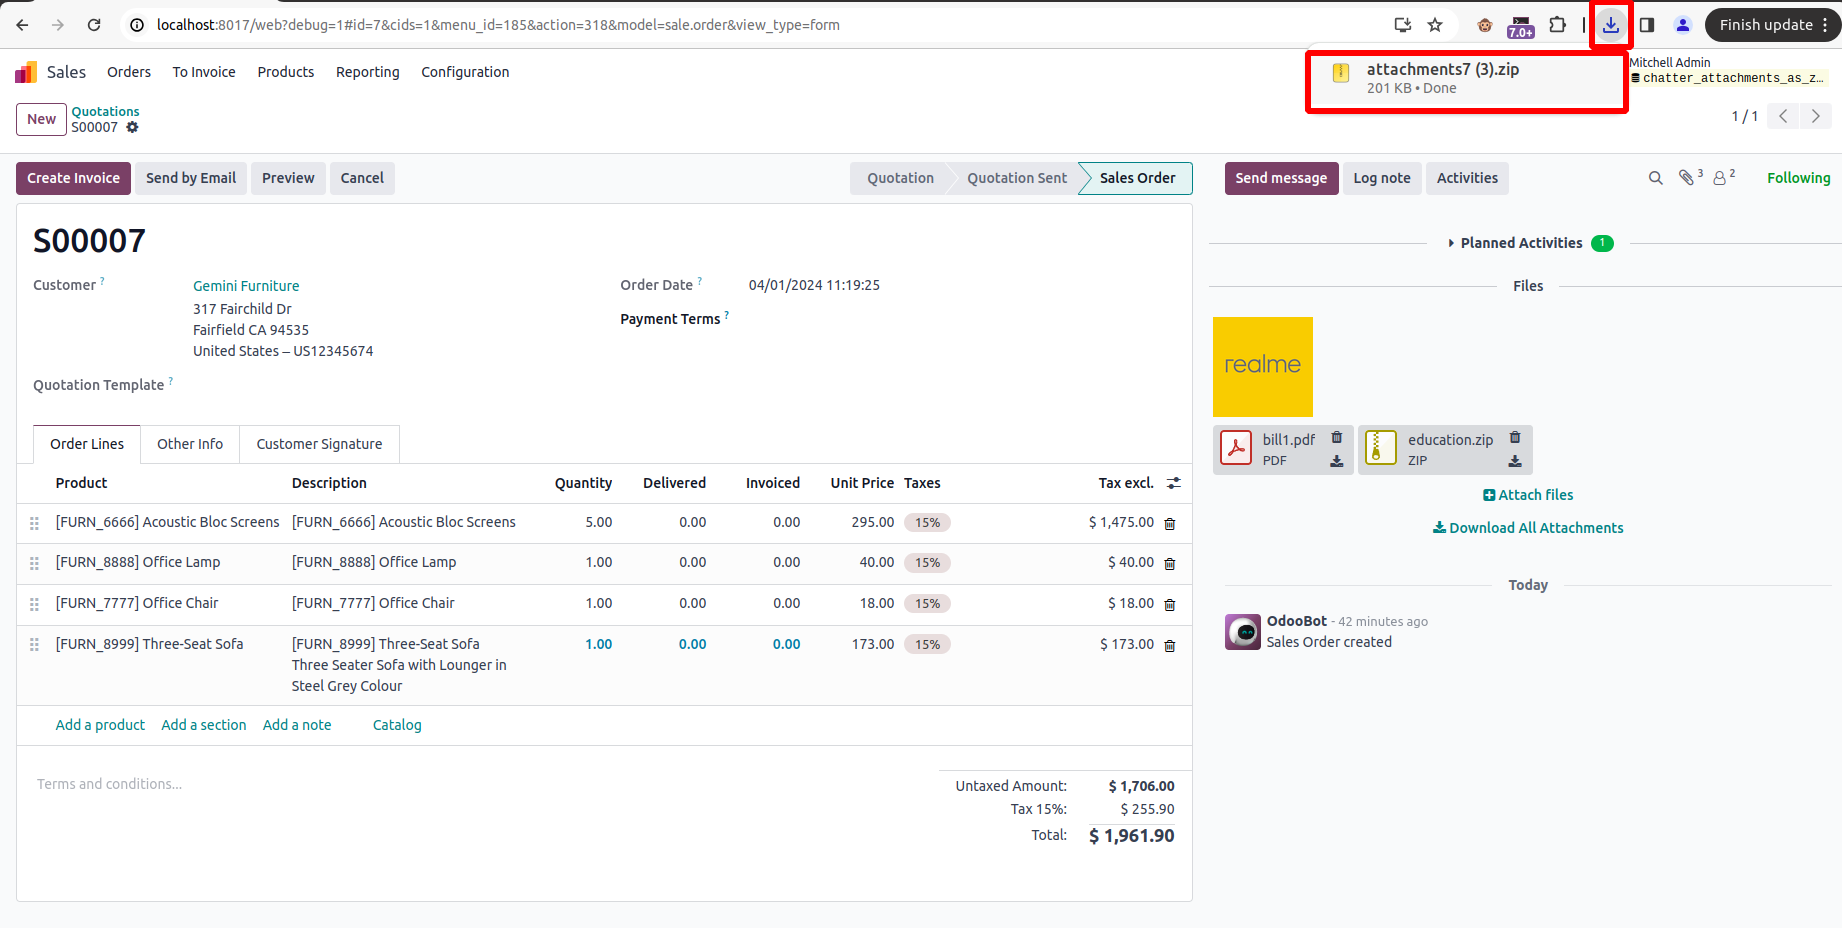 localhost:8017/web?debug=1#id=7&cids=1&menu_id=185&action=318&model=sale.order&view_type=form
7.0+
Finish update
attachments7 (3).zip
201 KB • Done
Sales Orders To Invoice Products Reporting Configuration
Mitchell Admin
chatter_attachments_as_z...
New
Quotations
S00007
1 / 1
Create Invoice Send by Email Preview Cancel
Quotation Quotation Sent Sales Order
Send message Log note Activities
3 2 Following
S00007
Customer ?
Gemini Furniture
317 Fairchild Dr
Fairfield CA 94535
United States – US12345674
Order Date ? 04/01/2024 11:19:25
Payment Terms ?
Quotation Template ?
Order Lines Other Info Customer Signature
Product Description Quantity Delivered Invoiced Unit Price Taxes Tax excl.
[FURN_6666] Acoustic Bloc Screens [FURN_6666] Acoustic Bloc Screens 5.00 0.00 0.00 295.00 15% $ 1,475.00
[FURN_8888] Office Lamp [FURN_8888] Office Lamp 1.00 0.00 0.00 40.00 15% $ 40.00
[FURN_7777] Office Chair [FURN_7777] Office Chair 1.00 0.00 0.00 18.00 15% $ 18.00
[FURN_8999] Three-Seat Sofa [FURN_8999] Three-Seat Sofa 1.00 0.00 0.00 173.00 15% $ 173.00
Three Seater Sofa with Lounger in
Steel Grey Colour
Add a product Add a section Add a note Catalog
Terms and conditions...
Untaxed Amount: $ 1,706.00
Tax 15%: $ 255.90
Total: $ 1,961.90
Planned Activities 1
Files
realme
bill1.pdf
PDF
education.zip
ZIP
Attach files
Download All Attachments
Today
OdooBot - 42 minutes ago
Sales Order created